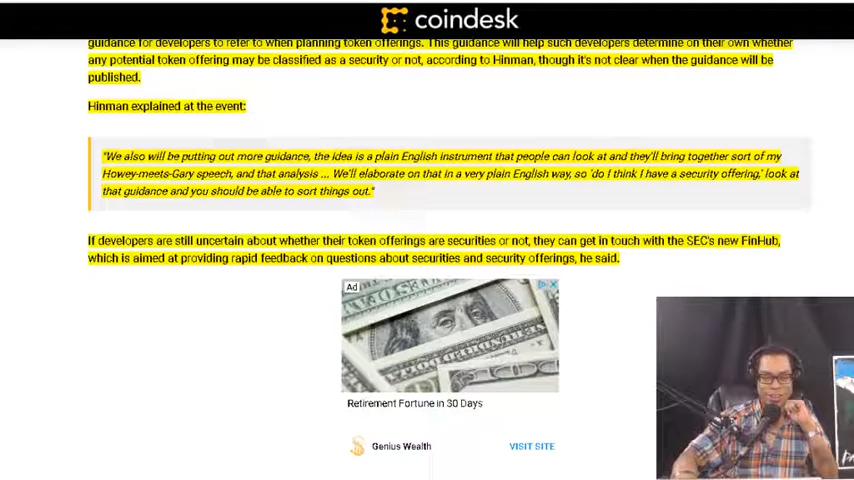 coindesk
guidance for developers to refer to when planning token offerings. This guidance will help such developers determine on their own whether
any potential token offering may be classified as a security or not, according to Hinman, though it's not clear when the guidance will be
published.
Hinman explained at the event:
"We also will be putting out more guidance, the idea is a plain English instrument that people can look at and they'll bring together sort of my
Howey-meets-Gary speech, and that analysis ... We'll elaborate on that in a very plain English way, so 'do I think I have a security offering,' look at
that guidance and you should be able to sort things out."
If developers are still uncertain about whether their token offerings are securities or not, they can get in touch with the SEC's new FinHub,
which is aimed at providing rapid feedback on questions about securities and security offerings, he said.
Ad
Retirement Fortune in 30 Days
Genius Wealth
VISIT SITE